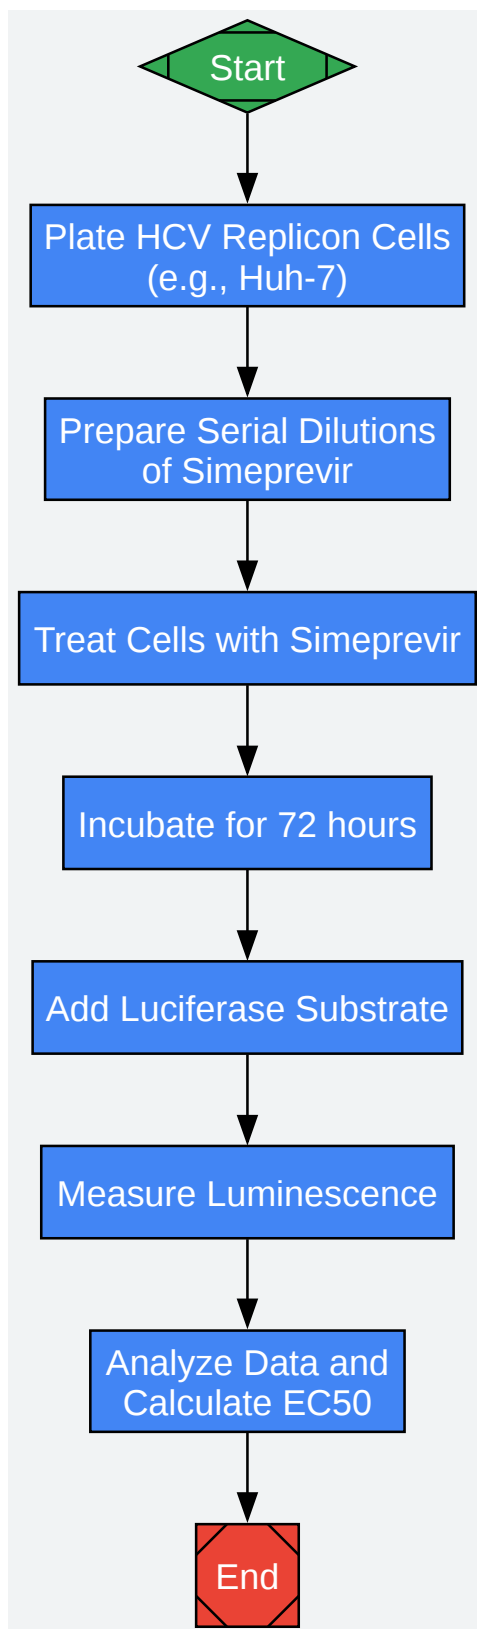 Start
Plate HCV Replicon Cells
(e.g., Huh-7)
Prepare Serial Dilutions
of Simeprevir
Treat Cells with Simeprevir
Incubate for 72 hours
Add Luciferase Substrate
Measure Luminescence
Analyze Data and
Calculate EC50
End